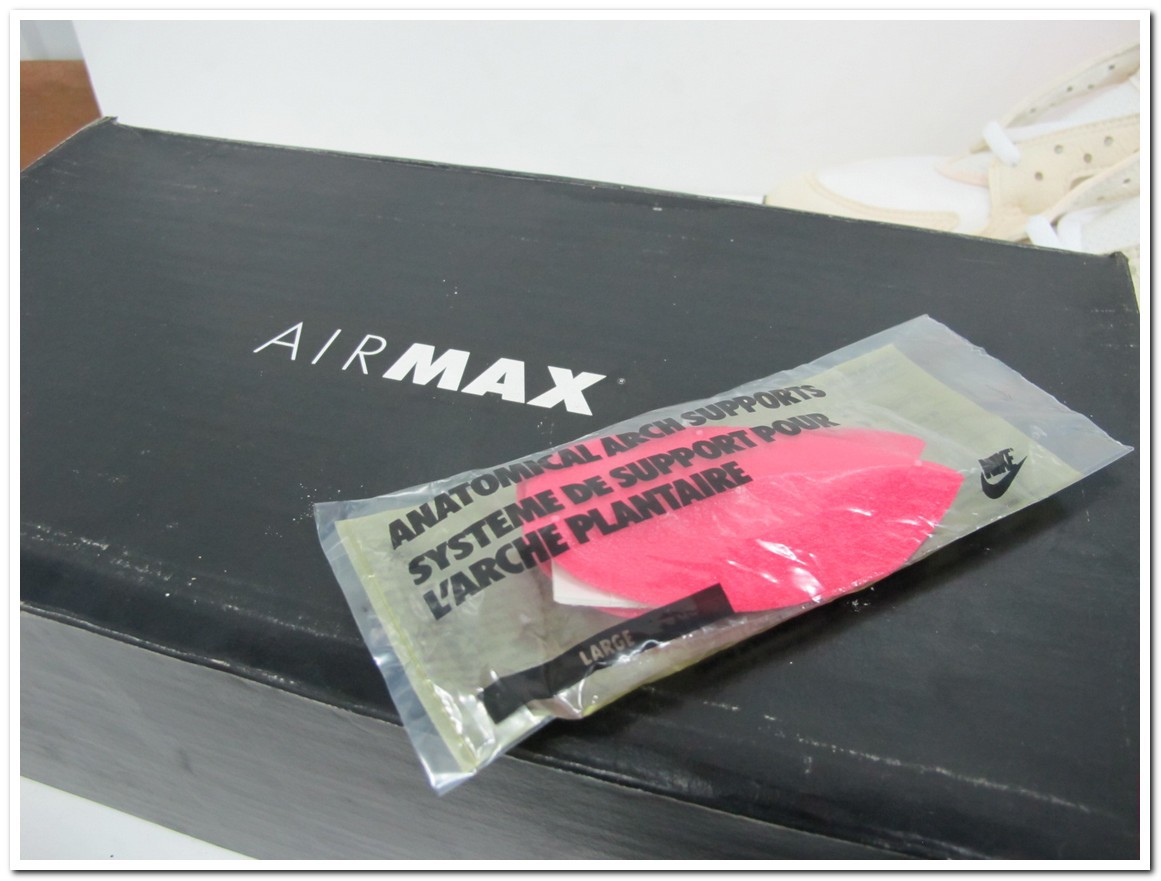 AIRMAX
ANATOMICAL ARCH SUPPORTS
SYSTEME DE SUPPORT POUR
L'ARCHE PLANTAIRE
NIKE
LARGE